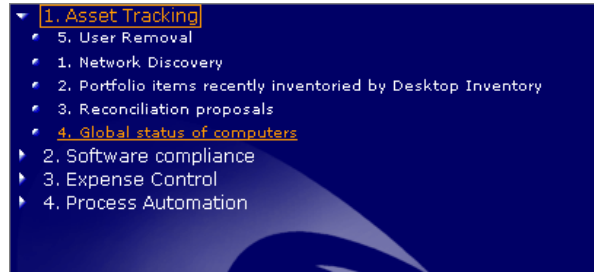 1. Asset Tracking
5. User Removal
1. Network Discovery
2. Portfolio items recently inventoried by Desktop Inventory
3. Reconciliation proposals
4. Global status of computers
2. Software compliance
3. Expense Control
4. Process Automation